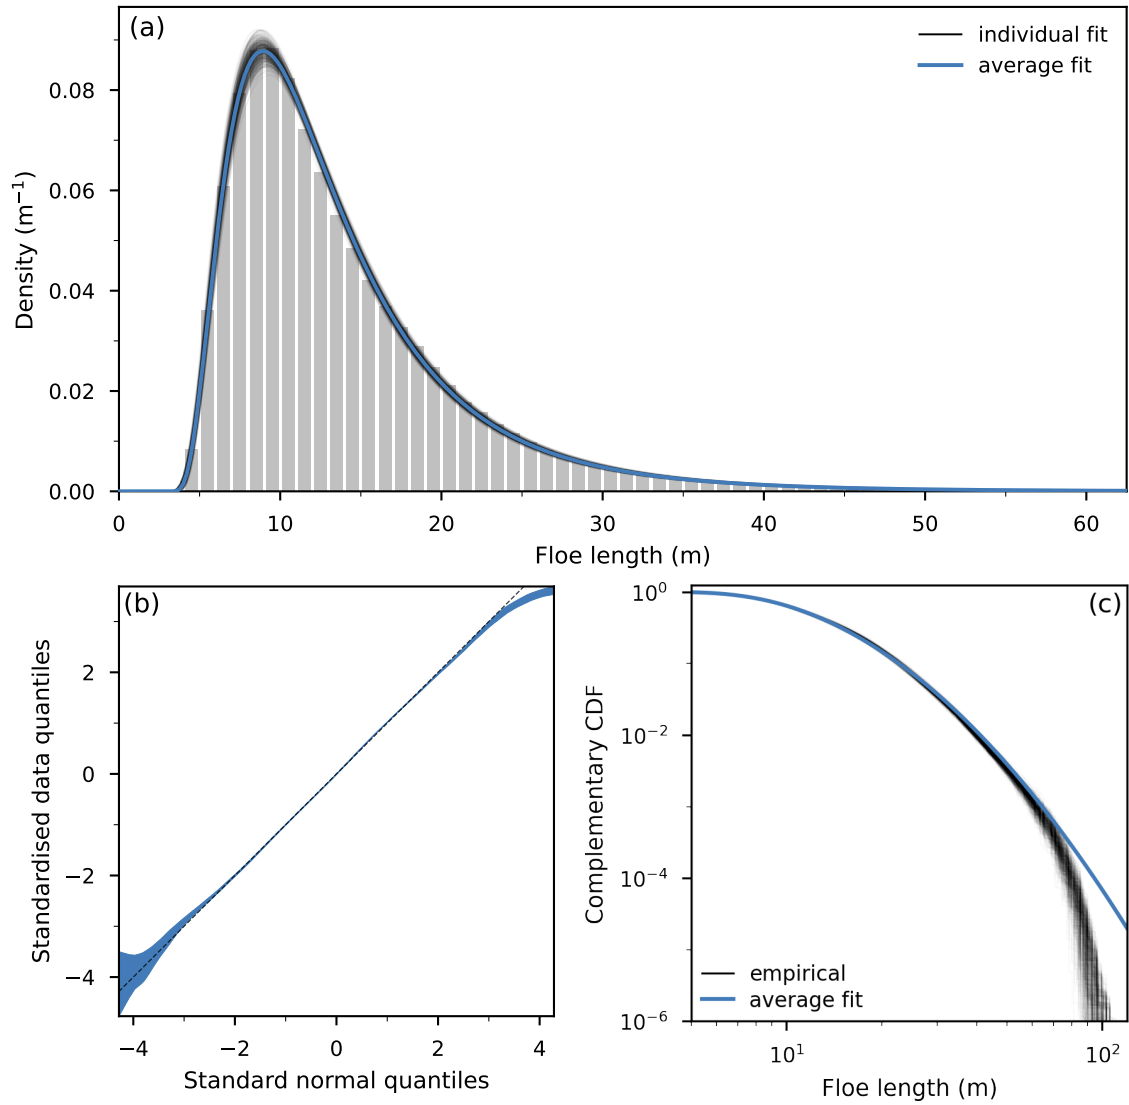 (a)
individual fit
average fit
Density (m⁻¹)
0.08
0.06
0.04
0.02
0.00
0 10 20 30 40 50 60
Floe length (m)
(b)
Standardised data quantiles
2
0
−2
−4
−4 −2 0 2 4
Standard normal quantiles
(c)
Complementary CDF
10⁰
10⁻²
10⁻⁴
10⁻⁶
empirical
average fit
10¹ 10²
Floe length (m)